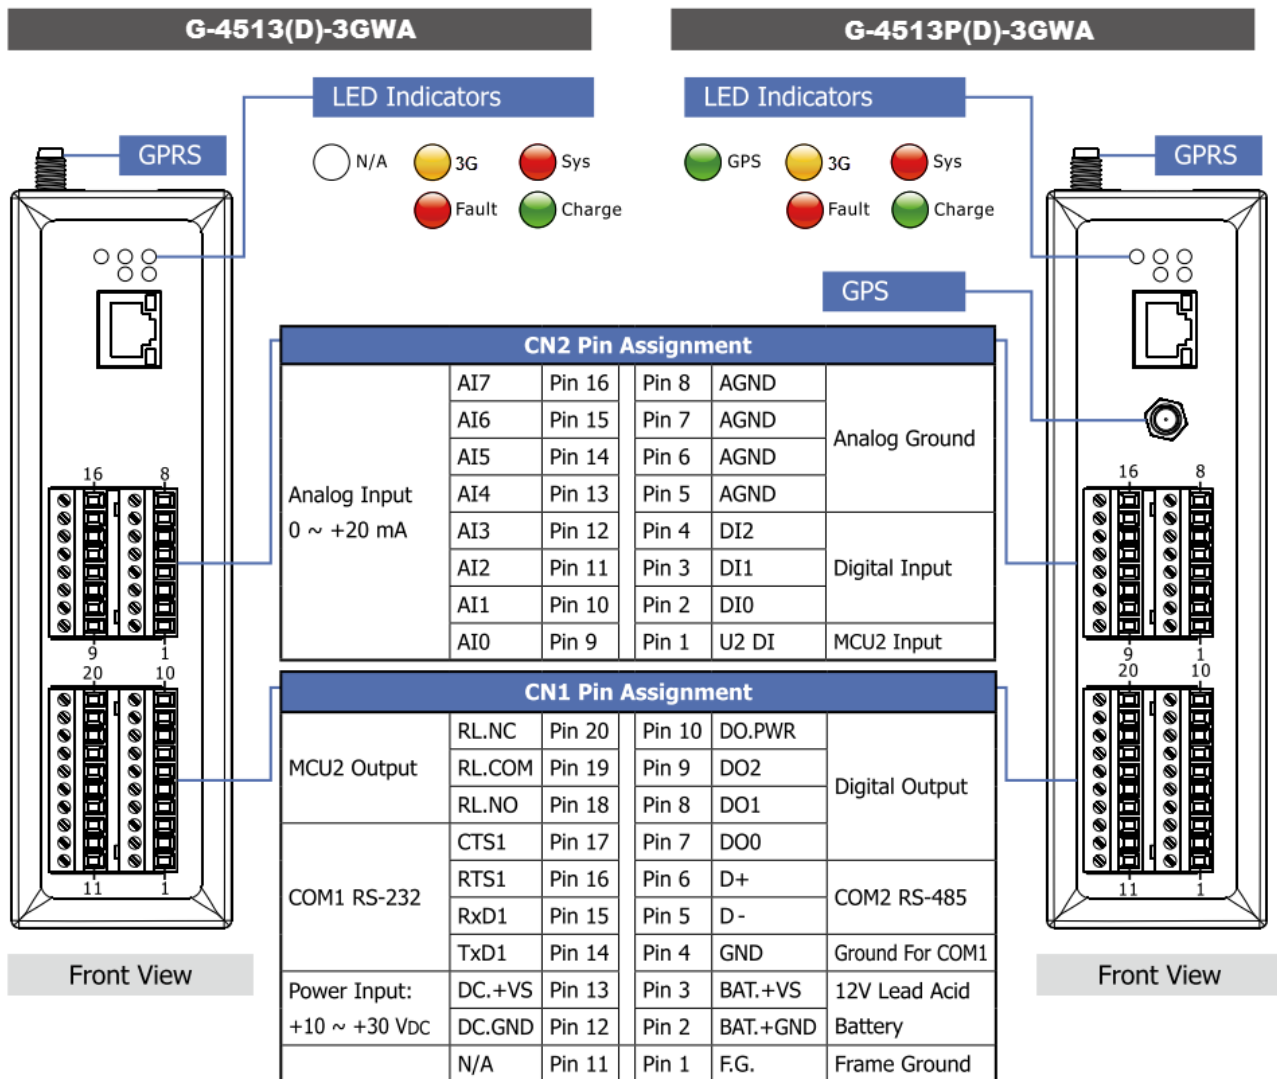 G-4513(D)-3GWA
G-4513P(D)-3GWA
LED Indicators
LED Indicators
GPRS
GPRS
N/A 3G Sys
Fault Charge
GPS 3G Sys
Fault Charge
GPS
CN2 Pin Assignment
Analog Input
0 ~ +20 mA
AI7 Pin 16 Pin 8 AGND
AI6 Pin 15 Pin 7 AGND
AI5 Pin 14 Pin 6 AGND
AI4 Pin 13 Pin 5 AGND
Analog Ground
AI3 Pin 12 Pin 4 DI2
AI2 Pin 11 Pin 3 DI1
AI1 Pin 10 Pin 2 DI0
Digital Input
AI0 Pin 9 Pin 1 U2 DI MCU2 Input
CN1 Pin Assignment
MCU2 Output
RL.NC Pin 20 Pin 10 DO.PWR
RL.COM Pin 19 Pin 9 DO2
RL.NO Pin 18 Pin 8 DO1
Digital Output
COM1 RS-232
CTS1 Pin 17 Pin 7 DO0
RTS1 Pin 16 Pin 6 D+
RxD1 Pin 15 Pin 5 D-
COM2 RS-485
TxD1 Pin 14 Pin 4 GND Ground For COM1
Power Input:
+10 ~ +30 VDC
DC.+VS Pin 13 Pin 3 BAT.+VS
DC.GND Pin 12 Pin 2 BAT.+GND
12V Lead Acid
Battery
N/A Pin 11 Pin 1 F.G. Frame Ground
16 8
9 1
20 10
11 1
Front View
16 8
9 1
20 10
11 1
Front View